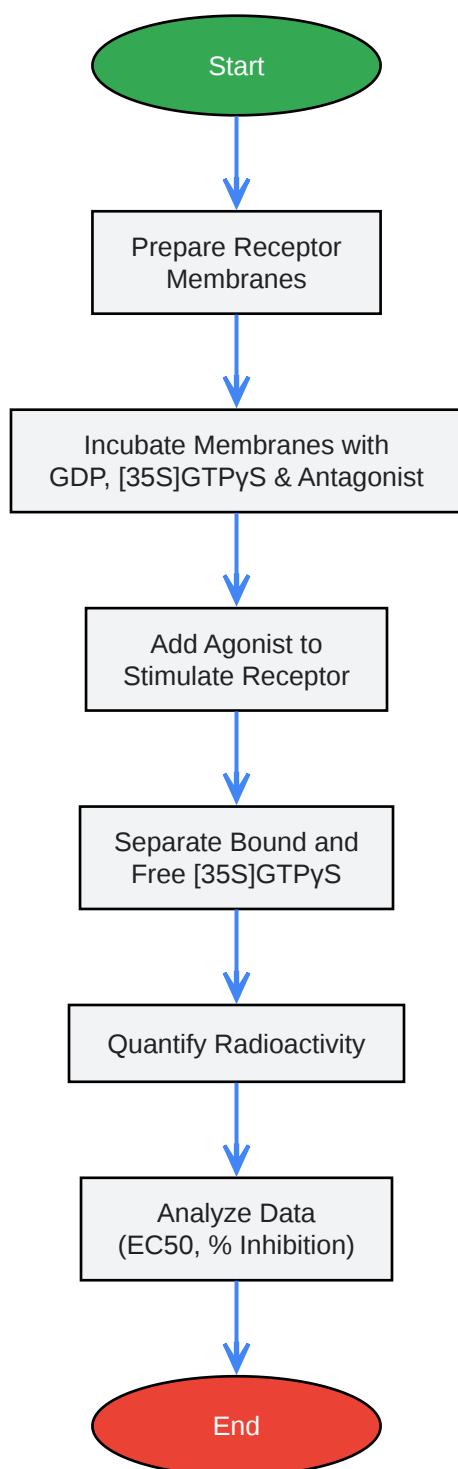 Start
Prepare Receptor
Membranes
Incubate Membranes with
GDP, [35S]GTPγS & Antagonist
Add Agonist to
Stimulate Receptor
Separate Bound and
Free [35S]GTPγS
Quantify Radioactivity
Analyze Data
(EC50, % Inhibition)
End